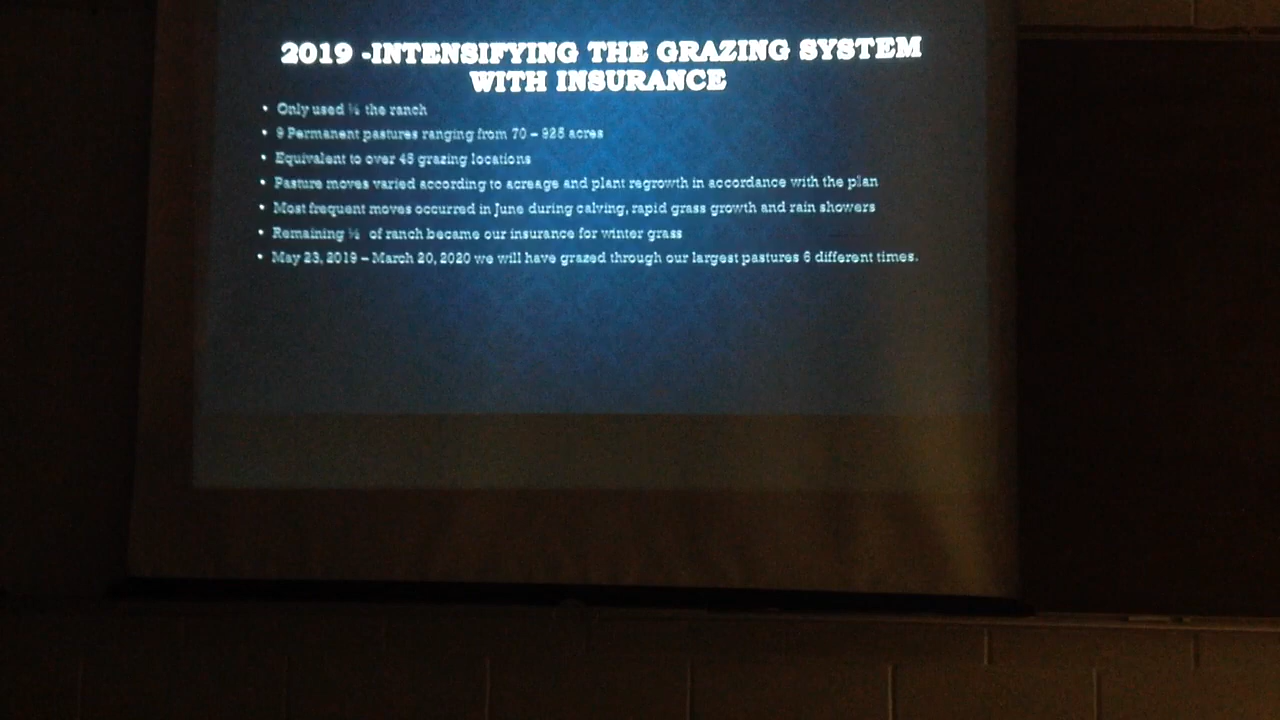 2019 -INTENSIFYING THE GRAZING SYSTEM
WITH INSURANCE
• Only used ½ the ranch
• 9 Permanent pastures ranging from 70 – 925 acres
• Equivalent to over 45 grazing locations
• Pasture moves varied according to acreage and plant regrowth in accordance with the plan
• Most frequent moves occurred in June during calving, rapid grass growth and rain showers
• Remaining ½ of ranch became our insurance for winter grass
• May 23, 2019 – March 20, 2020 we will have grazed through our largest pastures 6 different times.